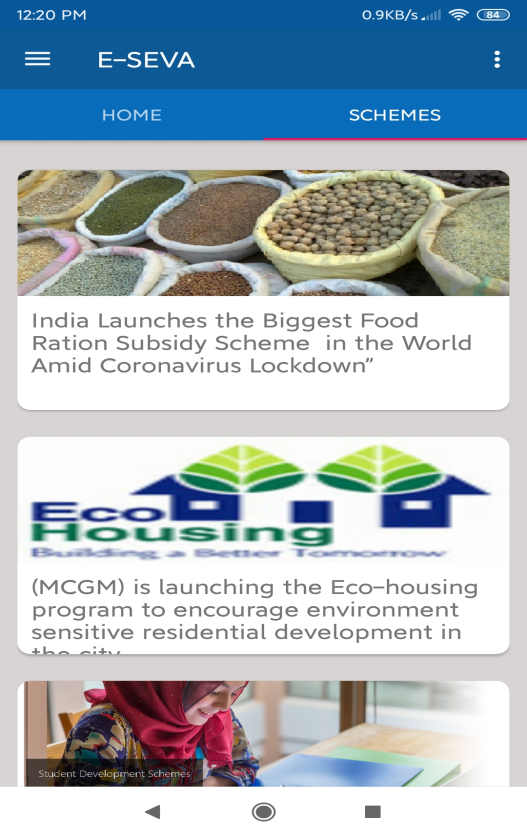 12:20 PM 0.9KB/s 84
E-SEVA
HOME SCHEMES
India Launches the Biggest Food
Ration Subsidy Scheme in the World
Amid Coronavirus Lockdown”
Eco
Housing
Building a Better Tomorrow
(MCGM) is launching the Eco-housing
program to encourage environment
sensitive residential development in
the city
Student Development Schemes